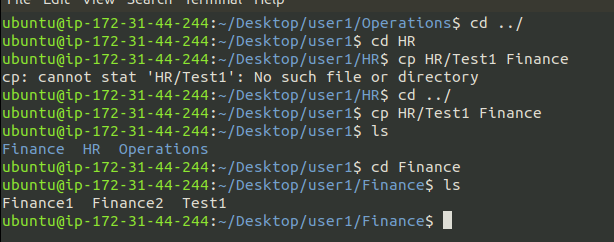 File Edit View Search Terminal Help
ubuntu@ip-172-31-44-244:~/Desktop/user1/Operations$ cd ../
ubuntu@ip-172-31-44-244:~/Desktop/user1$ cd HR
ubuntu@ip-172-31-44-244:~/Desktop/user1/HR$ cp HR/Test1 Finance
cp: cannot stat 'HR/Test1': No such file or directory
ubuntu@ip-172-31-44-244:~/Desktop/user1/HR$ cd ../
ubuntu@ip-172-31-44-244:~/Desktop/user1$ cp HR/Test1 Finance
ubuntu@ip-172-31-44-244:~/Desktop/user1$ ls
Finance  HR  Operations
ubuntu@ip-172-31-44-244:~/Desktop/user1$ cd Finance
ubuntu@ip-172-31-44-244:~/Desktop/user1/Finance$ ls
Finance1  Finance2  Test1
ubuntu@ip-172-31-44-244:~/Desktop/user1/Finance$